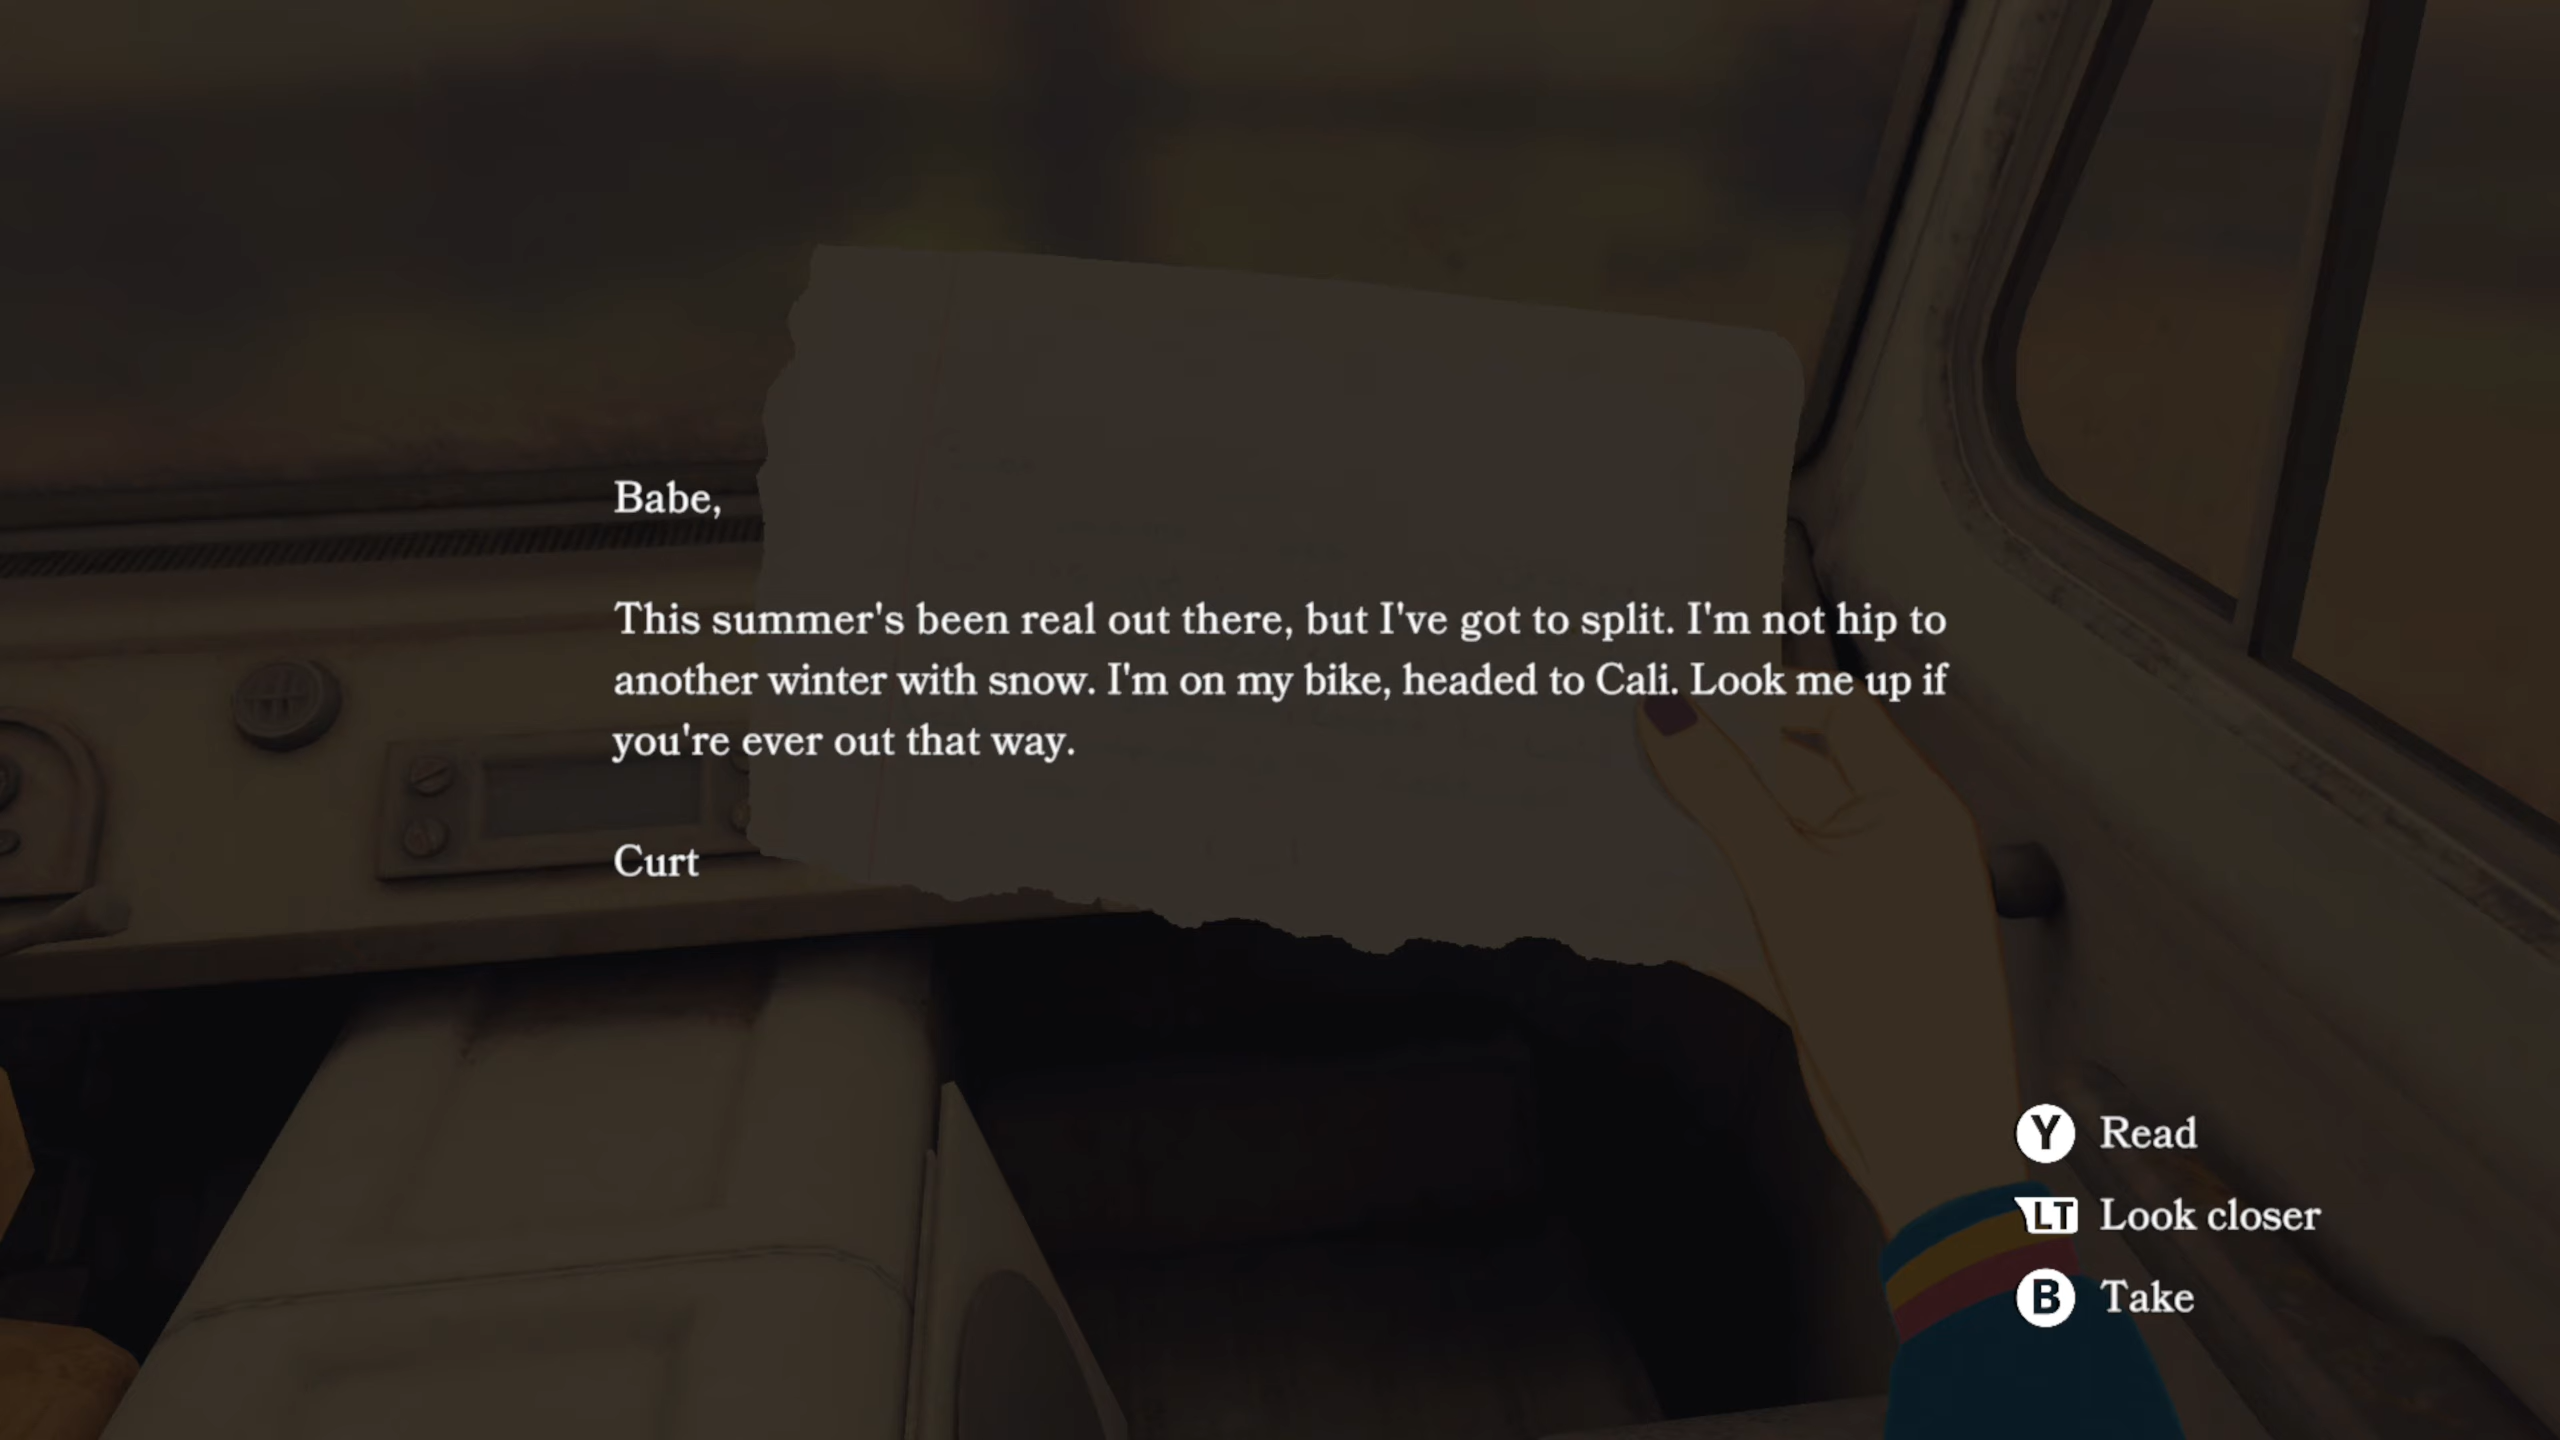 Babe,
This summer's been real out there, but I've got to split. I'm not hip to
another winter with snow. I'm on my bike, headed to Cali. Look me up if
you're ever out that way.
Curt
Y Read
LT Look closer
B Take